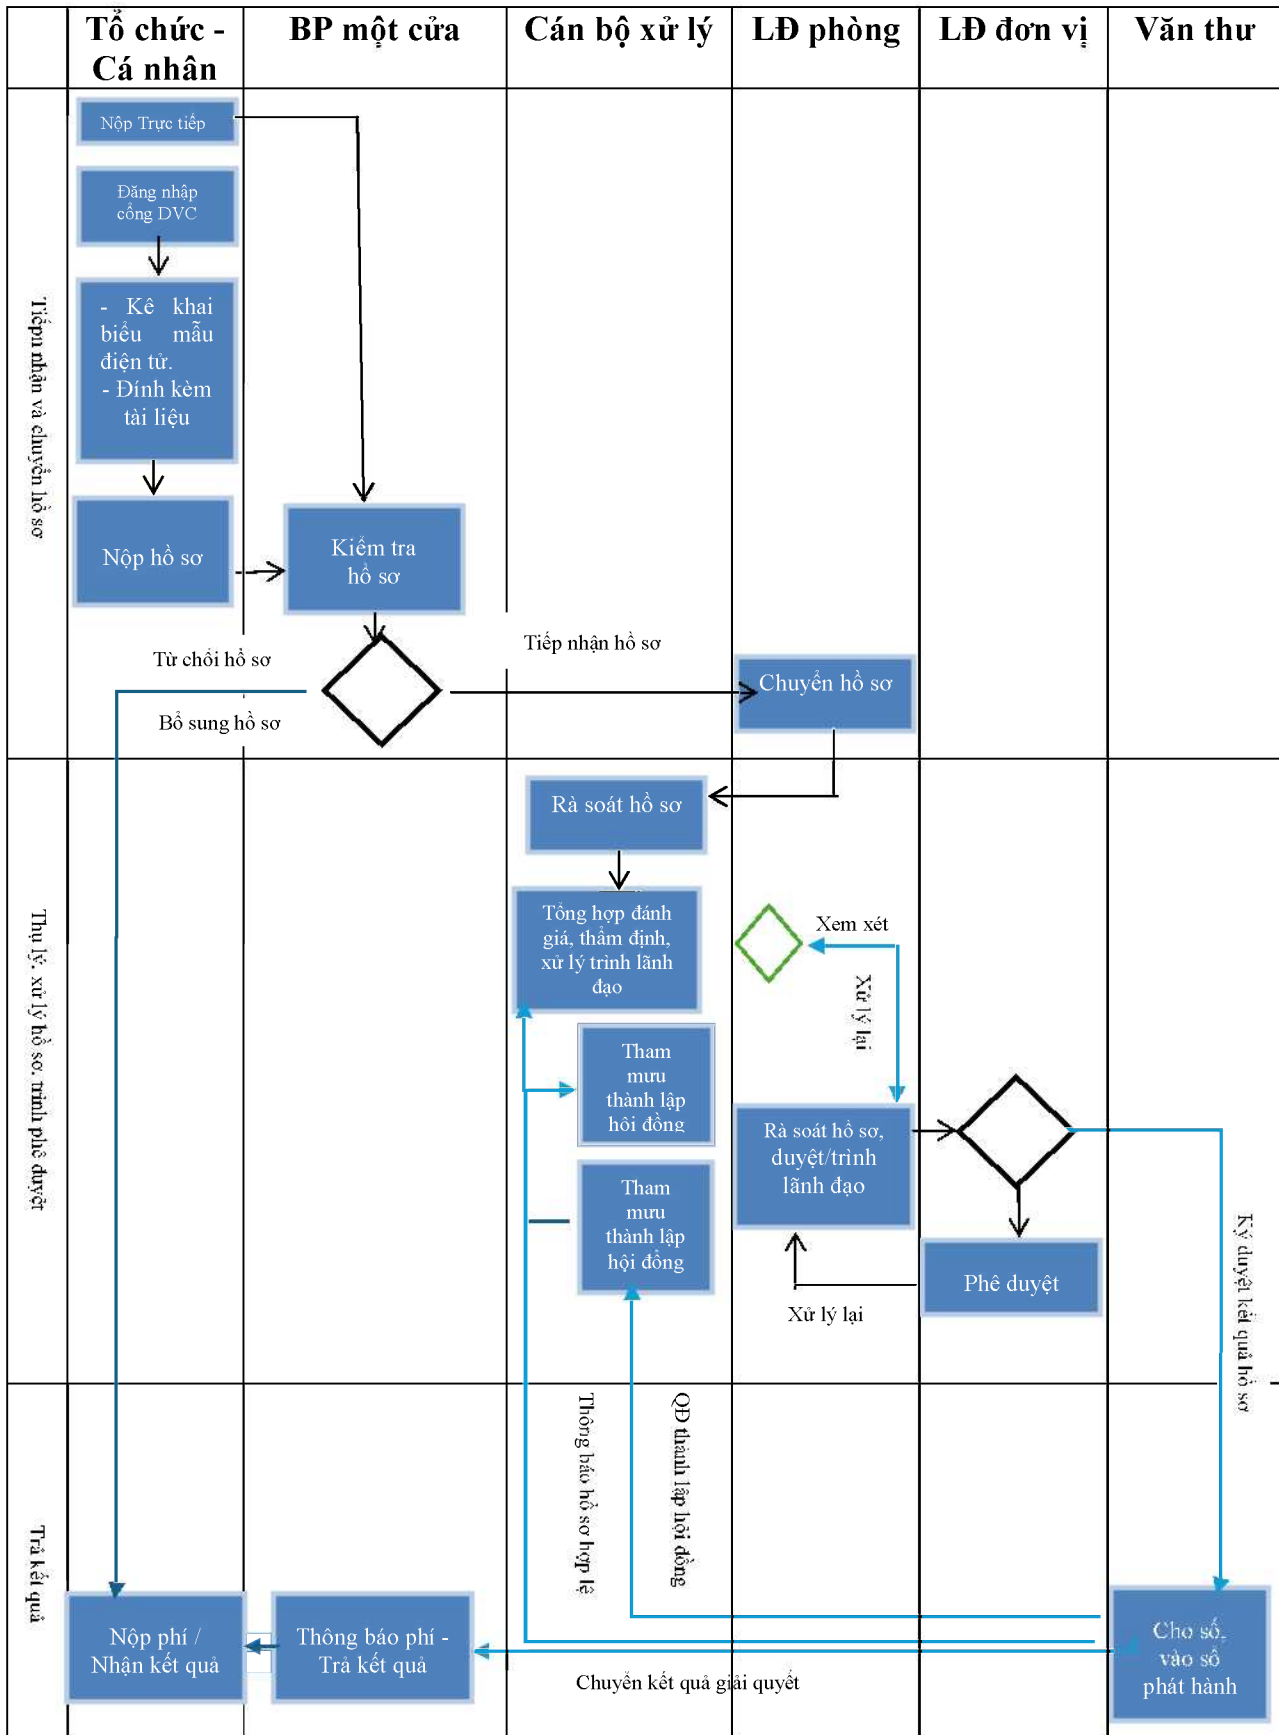 Tổ chức -
Cá nhân
BP một cửa
Cán bộ xử lý
LĐ phòng
LĐ đơn vị
Văn thư
Tiếpn nhận và chuyển hồ sơ
Nộp Trực tiếp
Đăng nhập
cổng DVC
- Kê khai
biểu mẫu
điện tử.
- Đính kèm
tài liệu
Nộp hồ sơ
Kiểm tra
hồ sơ
Từ chối hồ sơ
Bổ sung hồ sơ
Tiếp nhận hồ sơ
Chuyển hồ sơ
Thụ lý, xử lý hồ sơ, trình phê duyệt
Rà soát hồ sơ
Tổng hợp đánh
giá, thẩm định,
xử lý trình lãnh
đạo
Xem xét
Xử lý lại
Tham
mưu
thành lập
hôi đồng
Rà soát hồ sơ,
duyệt/trình
lãnh đạo
Tham
mưu
thành lập
hội đồng
Phê duyệt
Xử lý lại
Ký duyệt kết quả hồ sơ
Trả kết quả
Thông báo hồ sơ hợp lệ
QĐ thành lập hội đồng
Nộp phí /
Nhận kết quả
Thông báo phí -
Trả kết quả
Chuyển kết quả giải quyết
Cho số,
vào sổ
phát hành